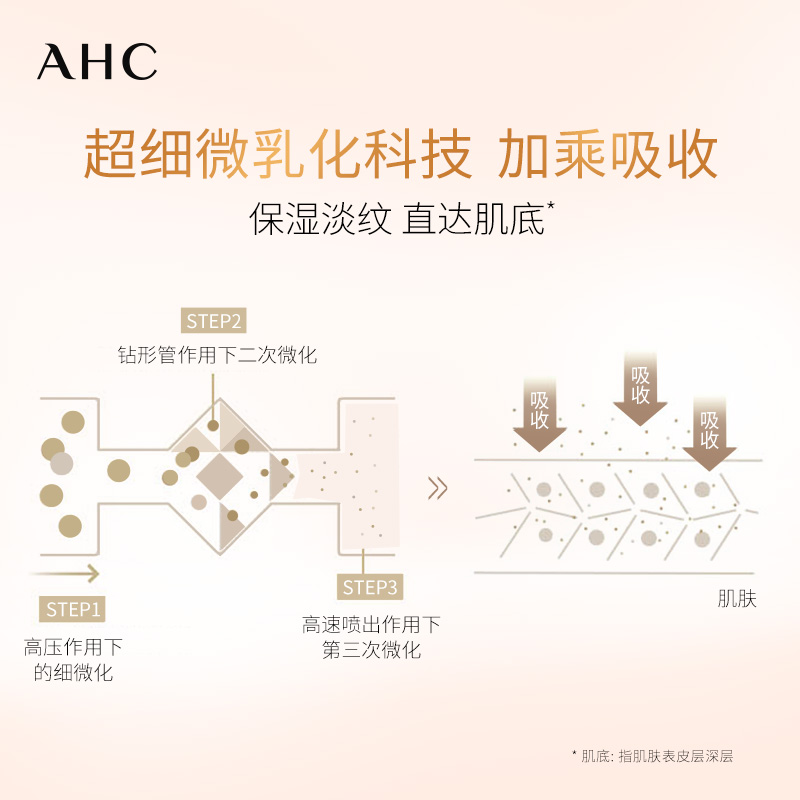 AHC
超细微乳化科技 加乘吸收
保湿淡纹 直达肌底*
STEP2
钻形管作用下二次微化
吸收
吸收
吸收
STEP1
高压作用下
的细微化
STEP3
高速喷出作用下
第三次微化
肌肤
* 肌底: 指肌肤表皮层深层